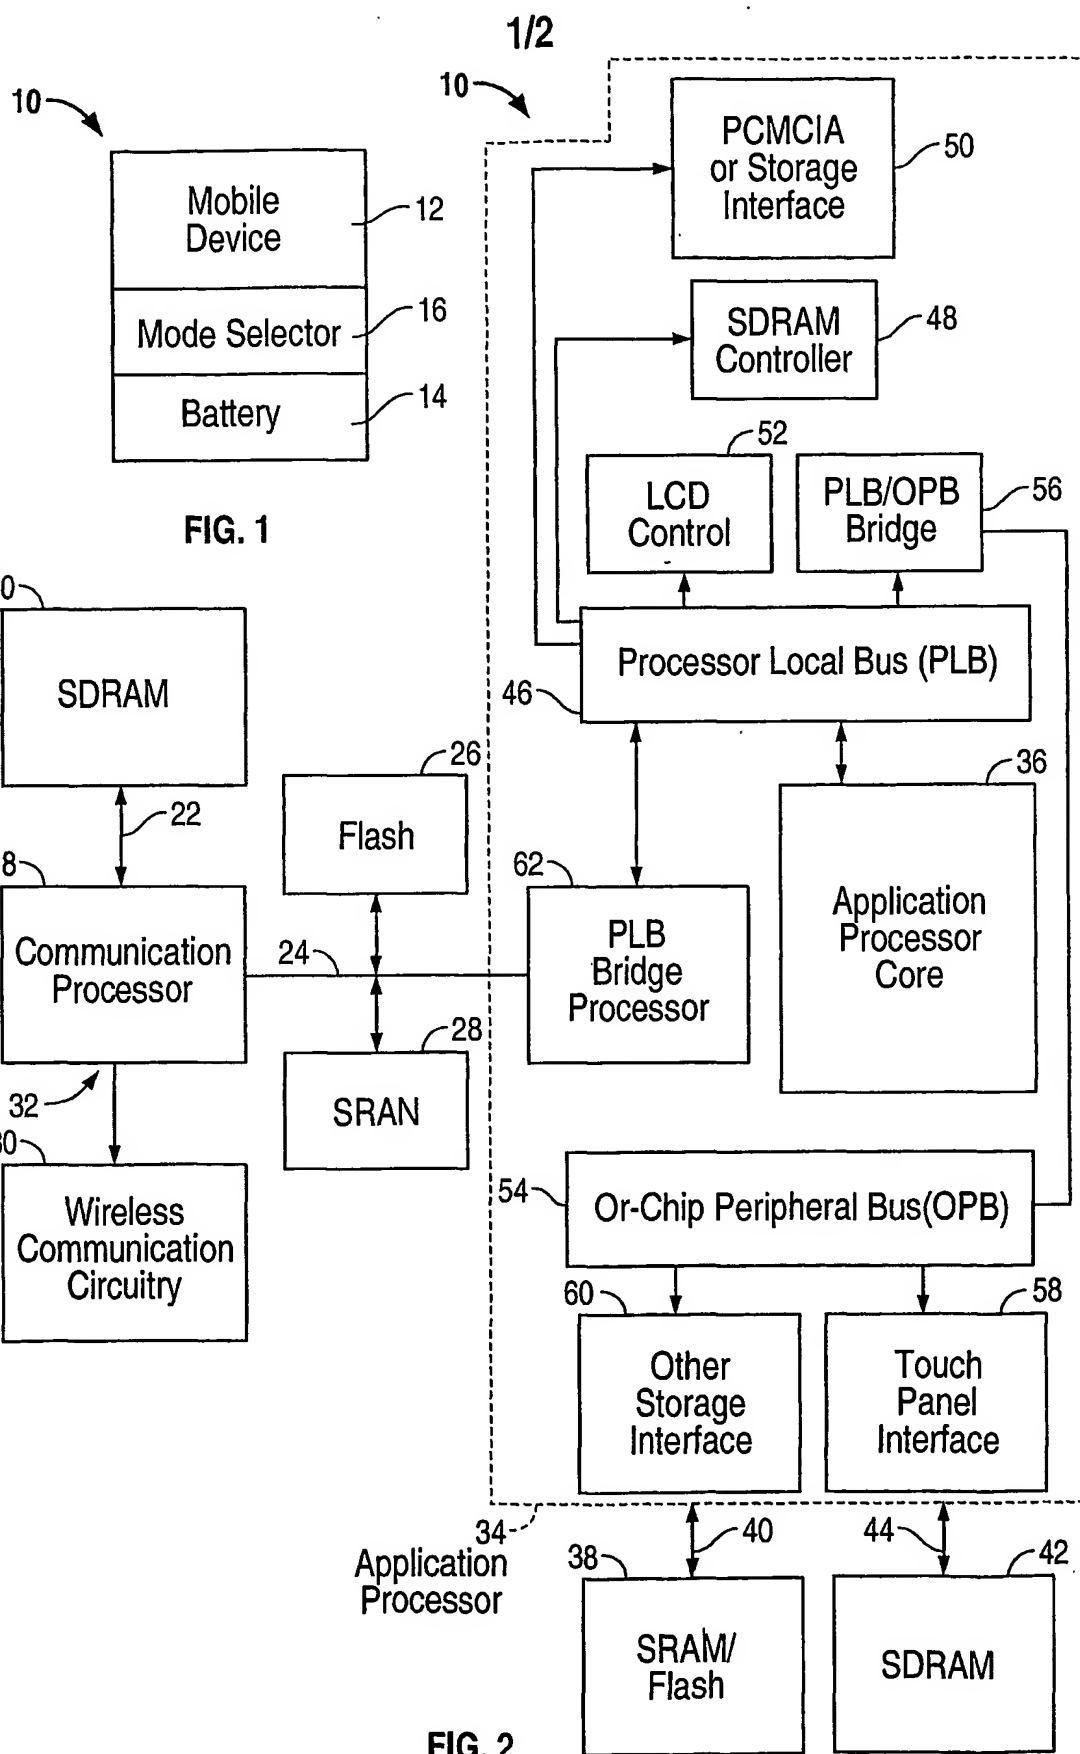 1/2
10
Mobile
Device
12
Mode Selector
16
Battery
14
FIG. 1
10
PCMCIA
or Storage
Interface
50
SDRAM
Controller
48
LCD
Control
52
PLB/OPB
Bridge
56
Processor Local Bus (PLB)
46
0
SDRAM
22
26
Flash
8
Communication
Processor
24
28
SRAN
32
30
Wireless
Communication
Circuitry
62
PLB
Bridge
Processor
36
Application
Processor
Core
54
Or-Chip Peripheral Bus(OPB)
60
Other
Storage
Interface
58
Touch
Panel
Interface
34
Application
Processor
40
44
38
SRAM/
Flash
42
SDRAM
FIG. 2